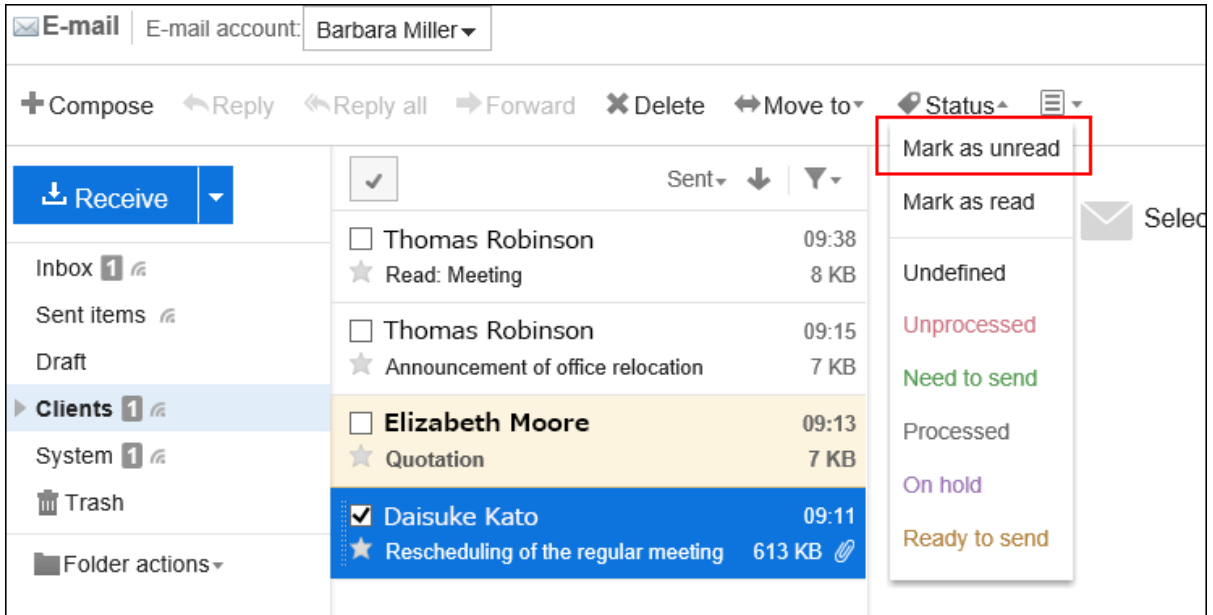 E-mail E-mail account: Barbara Miller
Compose Reply Reply all Forward Delete Move to Status
Receive
Inbox 1
Sent items
Draft
Clients 1
System 1
Trash
Folder actions
Sent
Thomas Robinson 09:38
Read: Meeting 8 KB
Thomas Robinson 09:15
Announcement of office relocation 7 KB
Elizabeth Moore 09:13
Quotation 7 KB
Daisuke Kato 09:11
Rescheduling of the regular meeting 613 KB
Mark as unread
Mark as read
Undefined
Unprocessed
Need to send
Processed
On hold
Ready to send
Selec